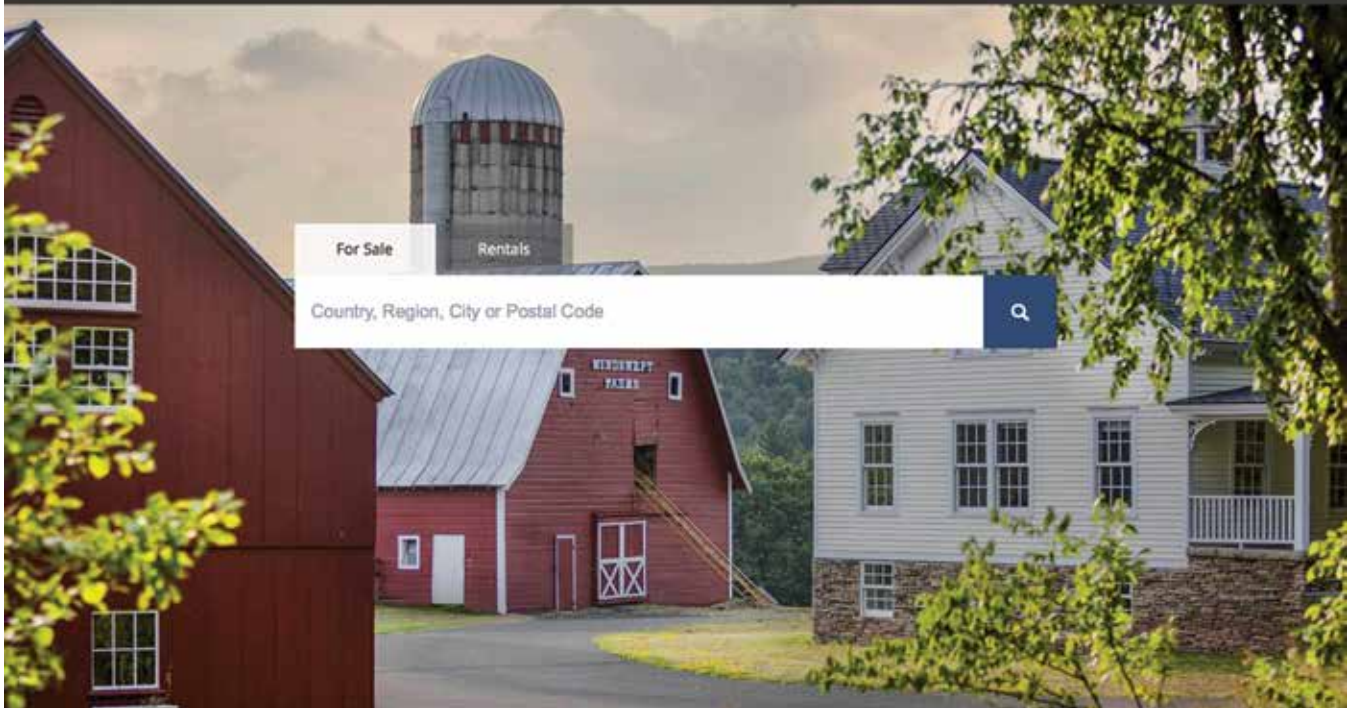 For Sale
Rentals
Country, Region, City or Postal Code
WINDSWEPT
FARMS